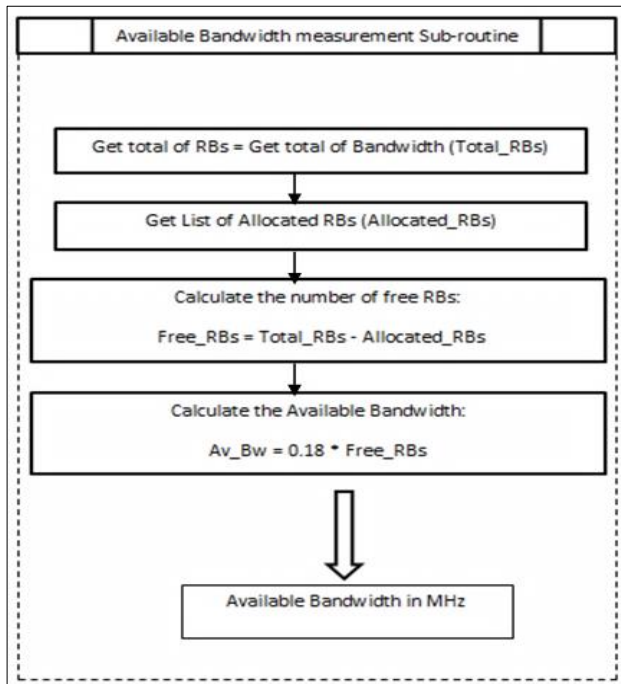 Available Bandwidth measurement Sub-routine
Get total of RBs = Get total of Bandwidth (Total_RBs)
Get List of Allocated RBs (Allocated_RBs)
Calculate the number of free RBs:
Free_RBs = Total_RBs - Allocated_RBs
Calculate the Available Bandwidth:
Av_Bw = 0.18 * Free_RBs
Available Bandwidth in MHz